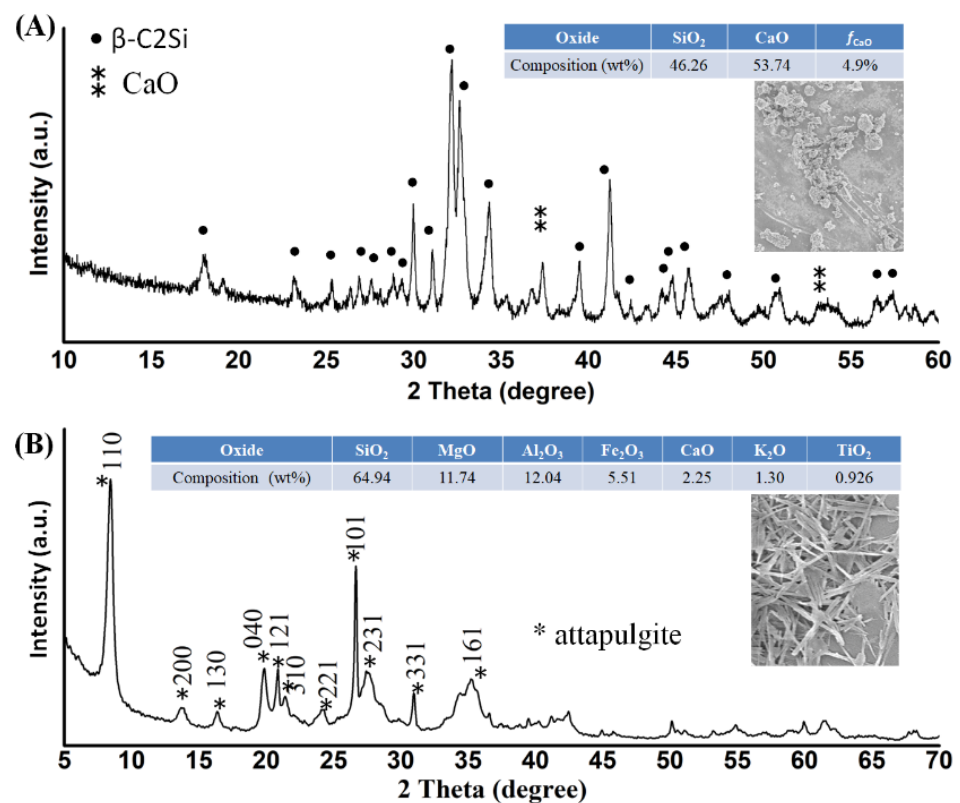 (A)
β-C2Si
⁑ CaO
Oxide SiO₂ CaO fCaO
Composition (wt%) 46.26 53.74 4.9%
Intensity (a.u.)
10 15 20 25 30 35 40 45 50 55 60
2 Theta (degree)
(B)
Oxide SiO₂ MgO Al₂O₃ Fe₂O₃ CaO K₂O TiO₂
Composition (wt%) 64.94 11.74 12.04 5.51 2.25 1.30 0.926
Intensity (a.u.)
*110
*200
*130
*040
*121
*310
*221
*101
*231
*331
*161
* attapulgite
5 10 15 20 25 30 35 40 45 50 55 60 65 70
2 Theta (degree)